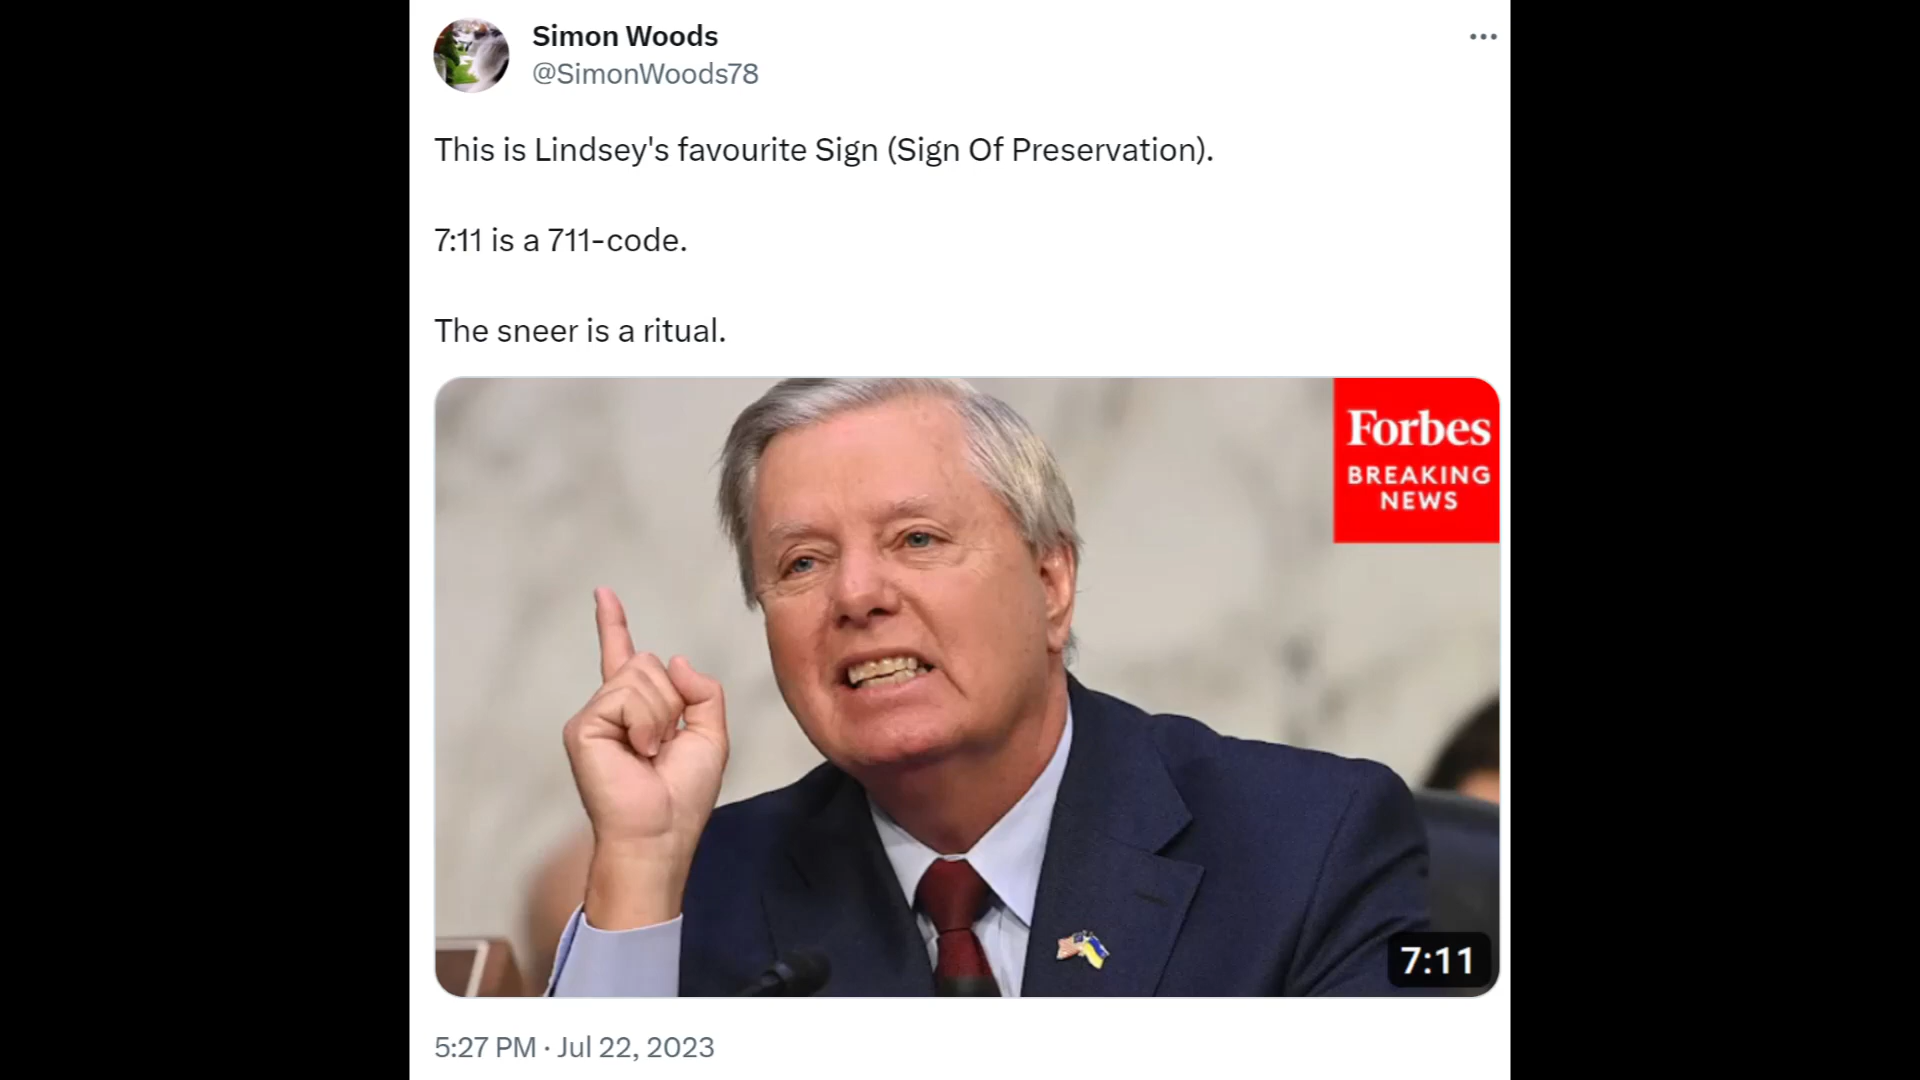 Simon Woods
@SimonWoods78
This is Lindsey's favourite Sign (Sign Of Preservation).
7:11 is a 711-code.
The sneer is a ritual.
Forbes
BREAKING
NEWS
7:11
5:27 PM · Jul 22, 2023